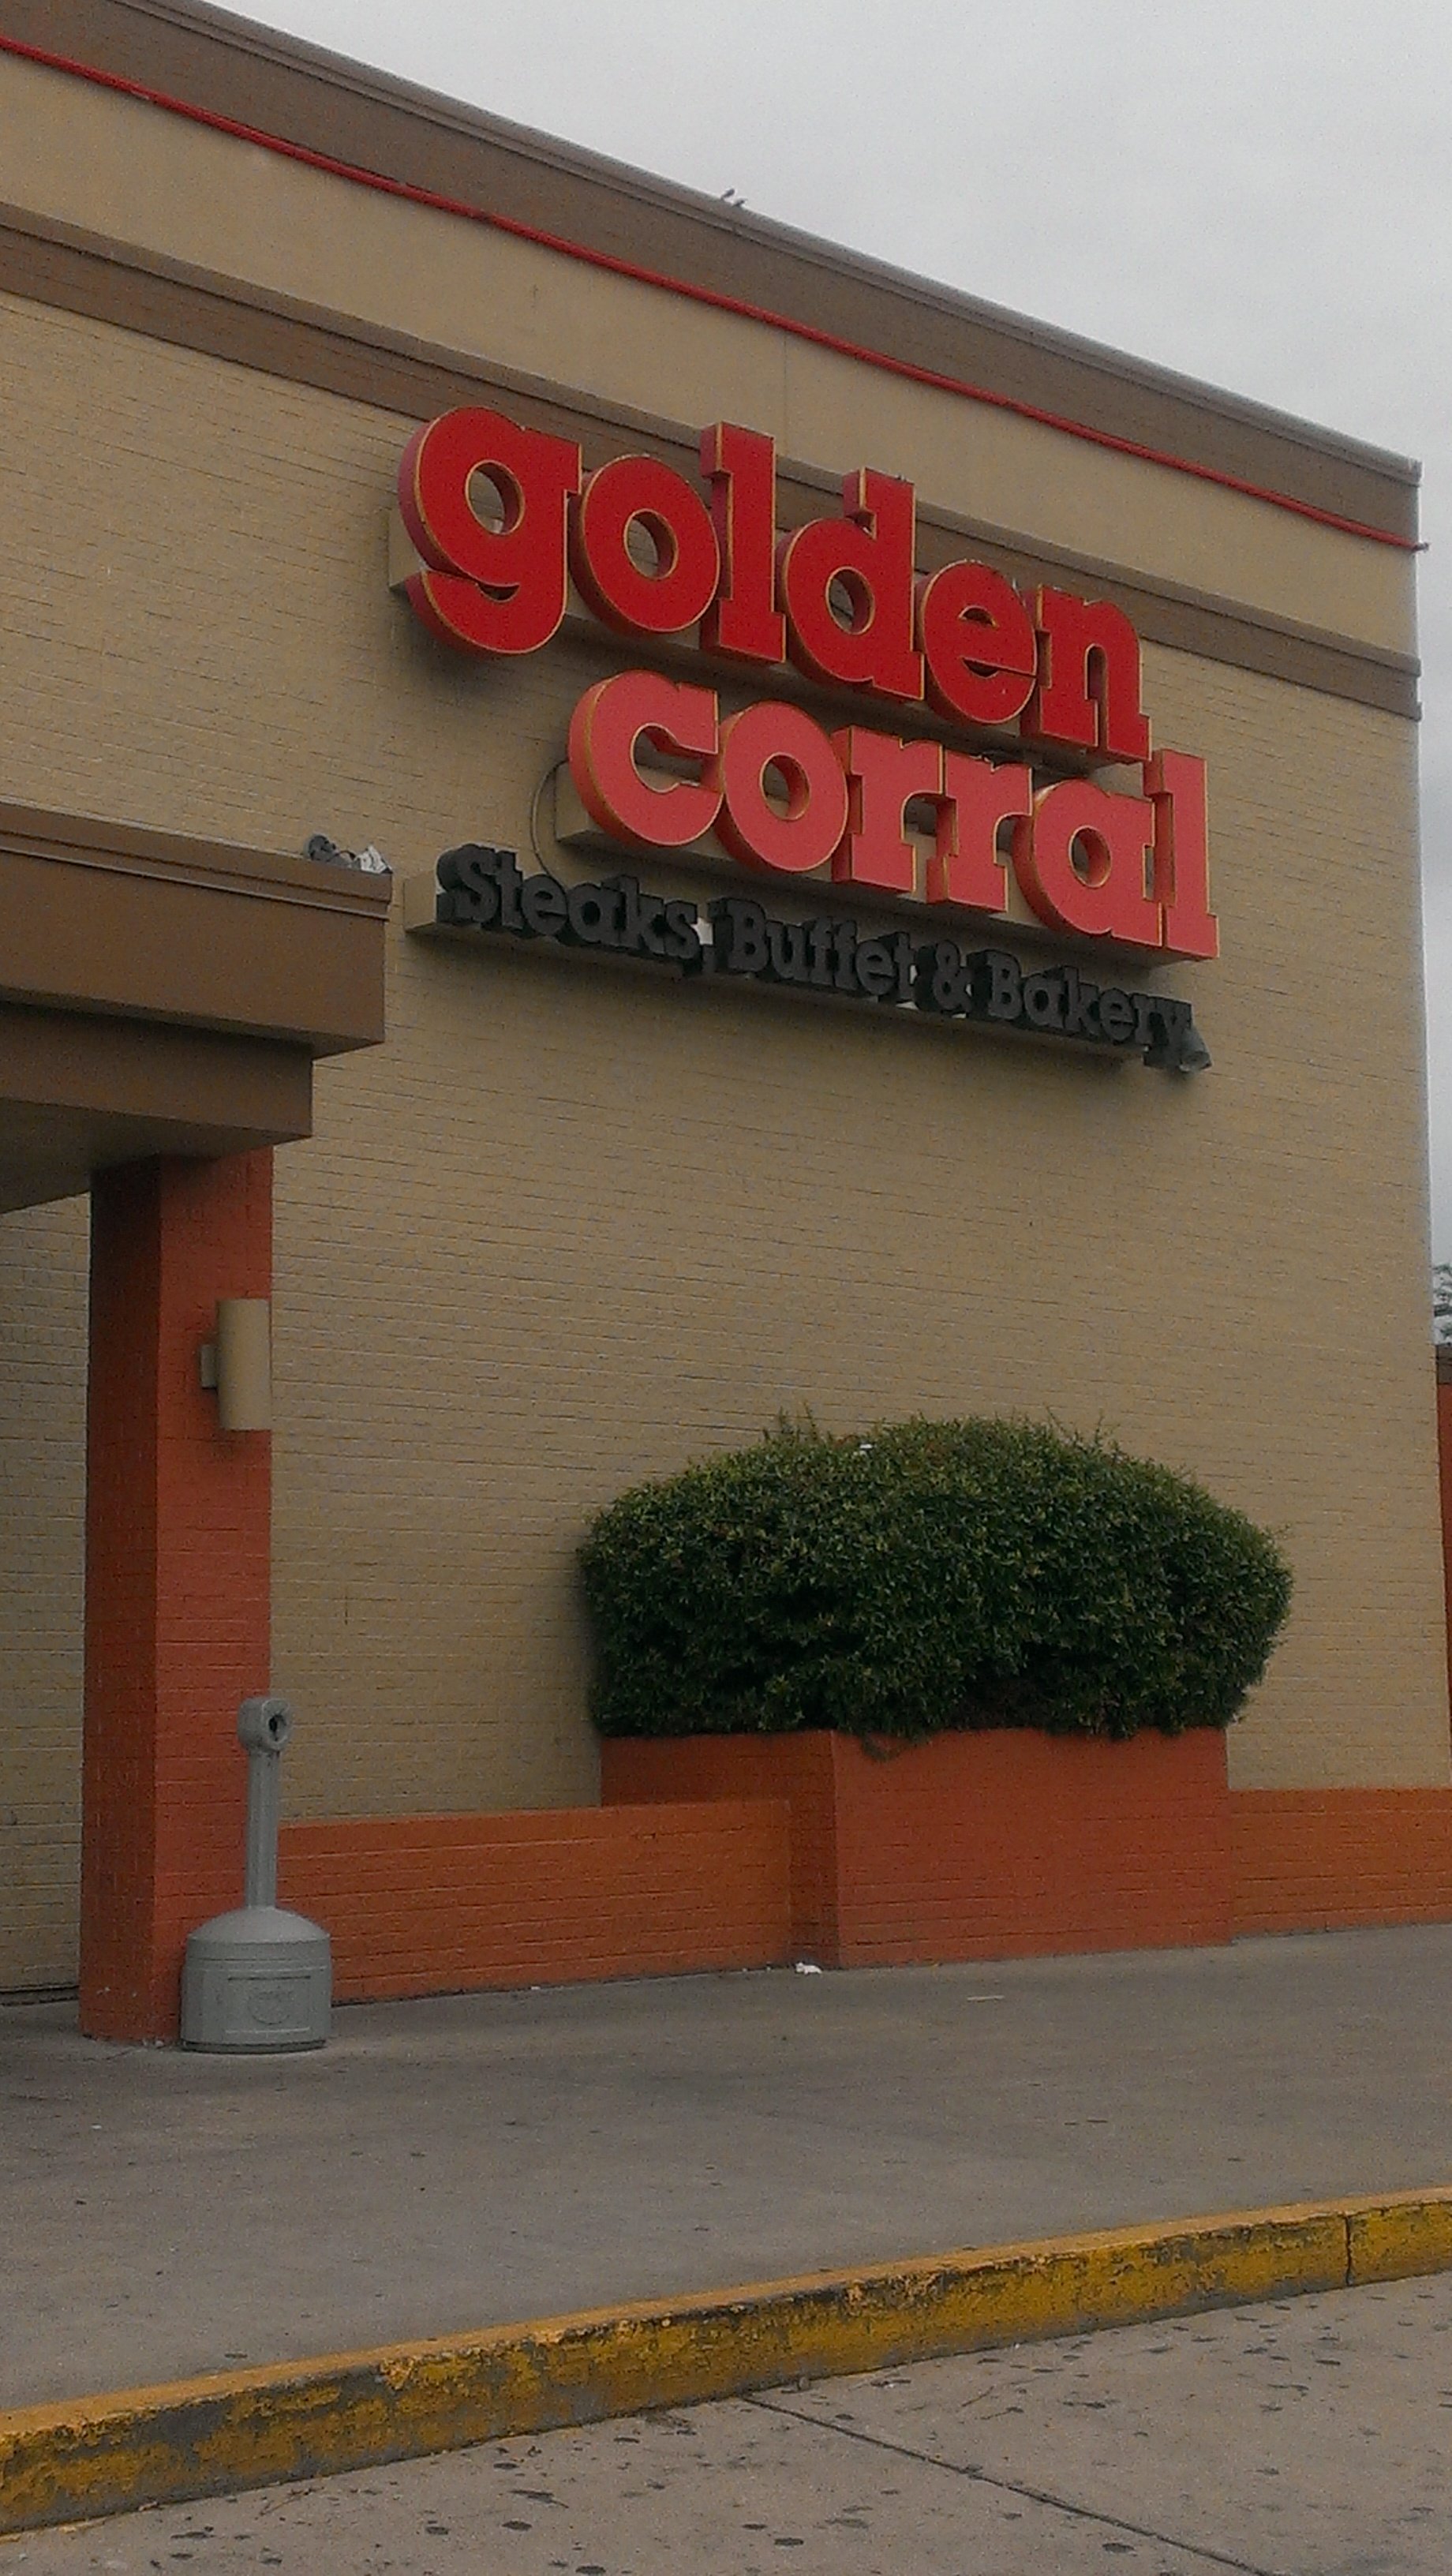 golden
corral
Steaks, Buffet & Bakery